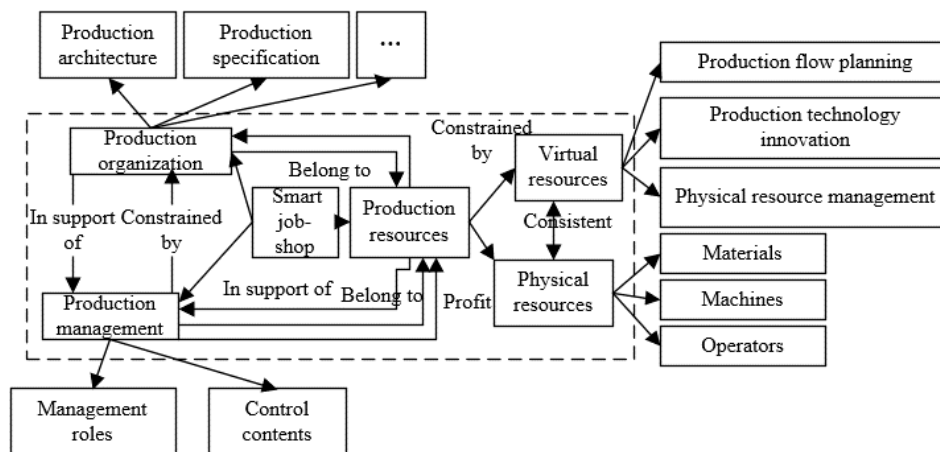 Production
architecture
Production
specification
...
Production flow planning
Production technology
innovation
Physical resource management
Production
organization
Constrained
by
Virtual
resources
Belong to
Smart
job-
shop
Production
resources
In support
of
Constrained
by
Consistent
Physical
resources
Materials
Machines
Operators
Production
management
In support of
Belong to
Profit
Management
roles
Control
contents